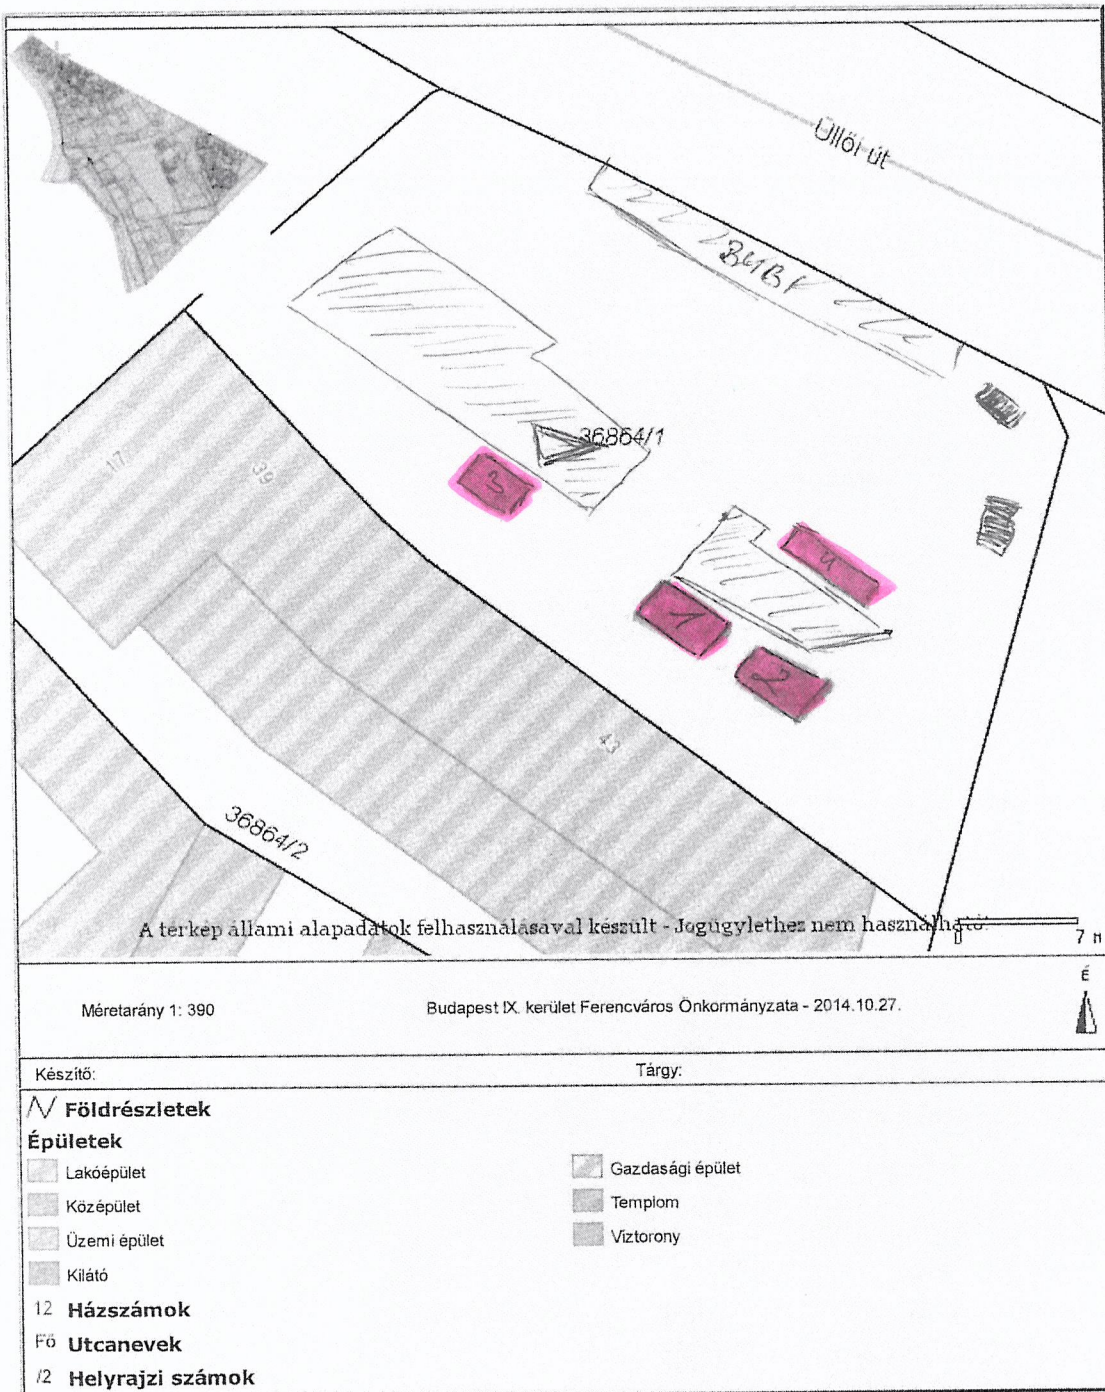 Üllői út
36864/1
3
4
1
2
17
39
43
36864/2
A térkép állami alapadatok felhasználásával készült - Jogügylethez nem használható!
0 7 M
É
Méretarány 1: 390
Budapest IX. kerület Ferencváros Önkormányzata - 2014.10.27.
Készítő:
Tárgy:
Földrészletek
Épületek
Lakóépület
Gazdasági épület
Középület
Templom
Üzemi épület
Víztorony
Kilátó
12 Házszámok
Fő Utcanevek
/2 Helyrajzi számok